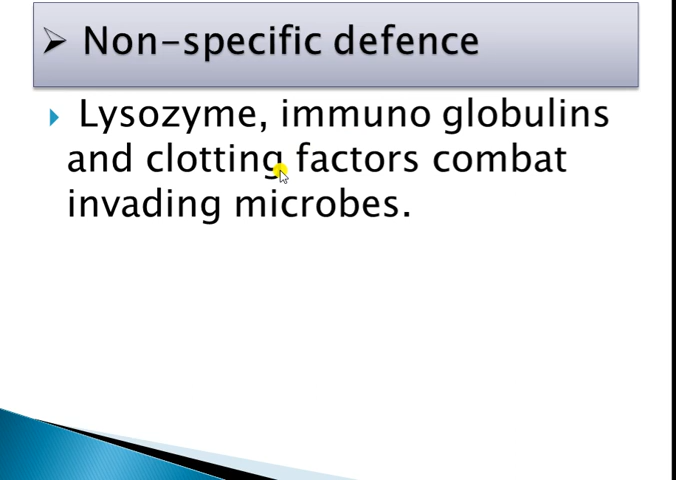 Non-specific defence
Lysozyme, immuno globulins
and clotting factors combat
invading microbes.